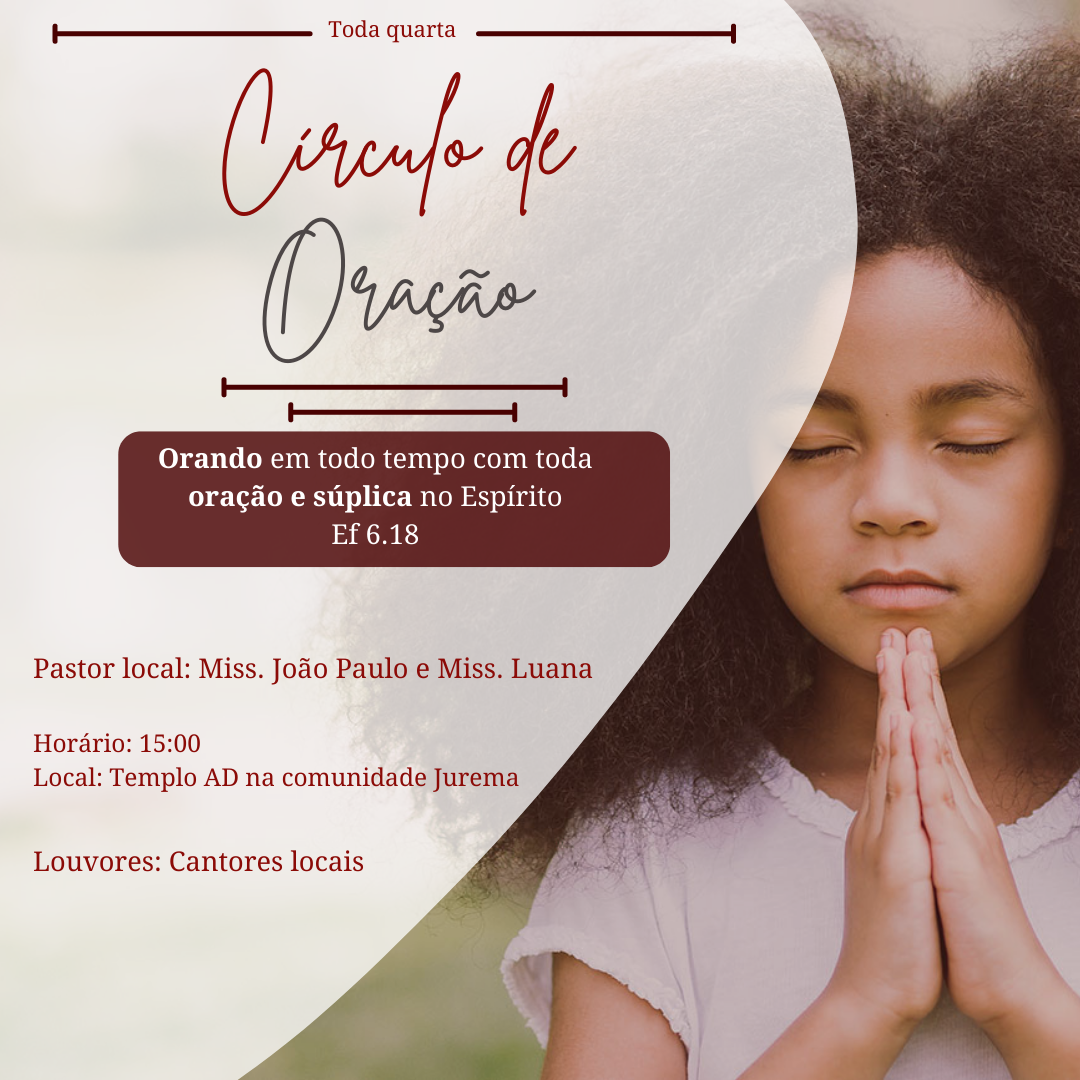 Toda quarta
Círculo de
Oração
Orando em todo tempo com toda
oração e súplica no Espírito
Ef 6.18
Pastor local: Miss. João Paulo e Miss. Luana
Horário: 15:00
Local: Templo AD na comunidade Jurema
Louvores: Cantores locais